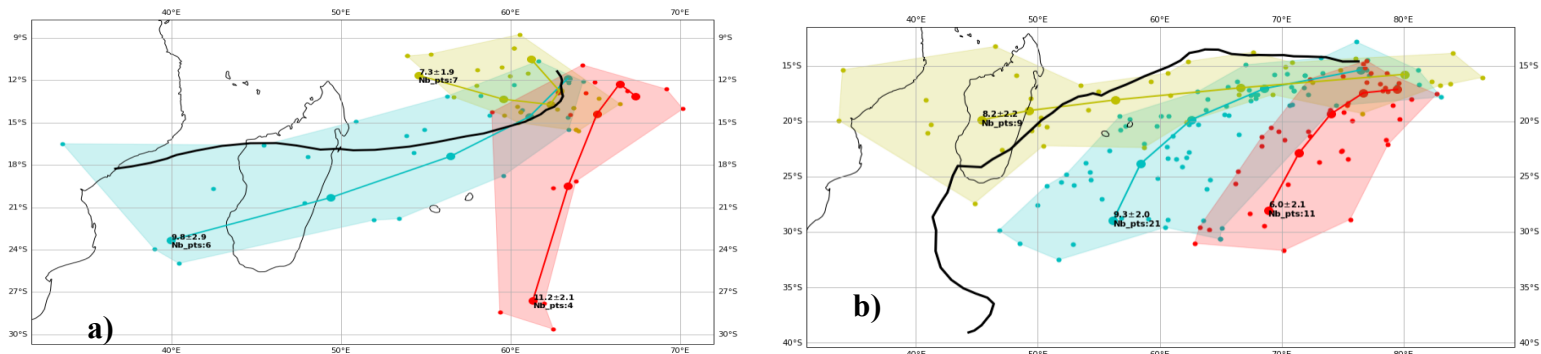 40°E 50°E 60°E 70°E
9°S 9°S
12°S 12°S
15°S 15°S
18°S 18°S
21°S 21°S
24°S 24°S
27°S 27°S
30°S 30°S
40°E 50°E 60°E 70°E
7.3±1.9
Nb_pts:7
9.8±2.9
Nb_pts:6
11.2±2.1
Nb_pts:4
a)
40°E 50°E 60°E 70°E 80°E
15°S 15°S
20°S 20°S
25°S 25°S
30°S 30°S
35°S 35°S
40°S 40°S
40°E 50°E 60°E 70°E 80°E
8.2±2.2
Nb_pts:9
9.3±2.0
Nb_pts:21
6.0±2.1
Nb_pts:11
b)